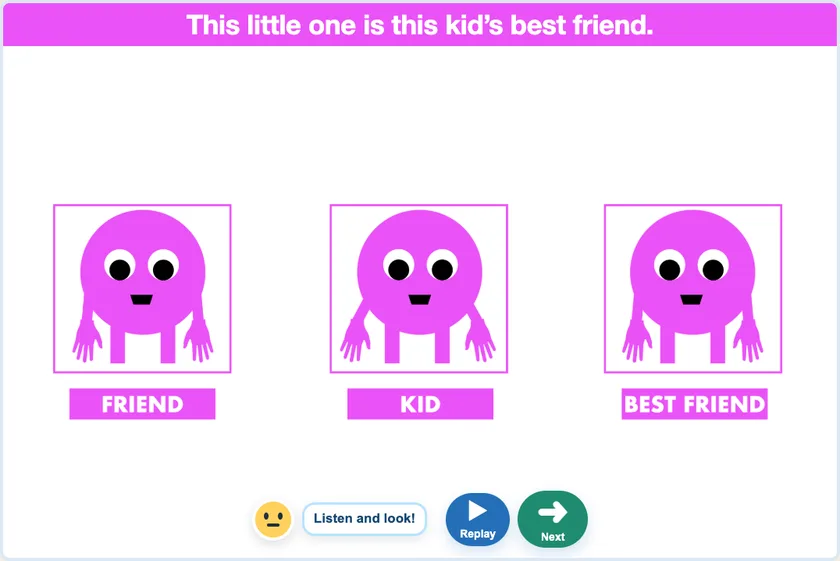 This little one is this kid’s best friend.
FRIEND
KID
BEST FRIEND
Listen and look!
Replay
Next